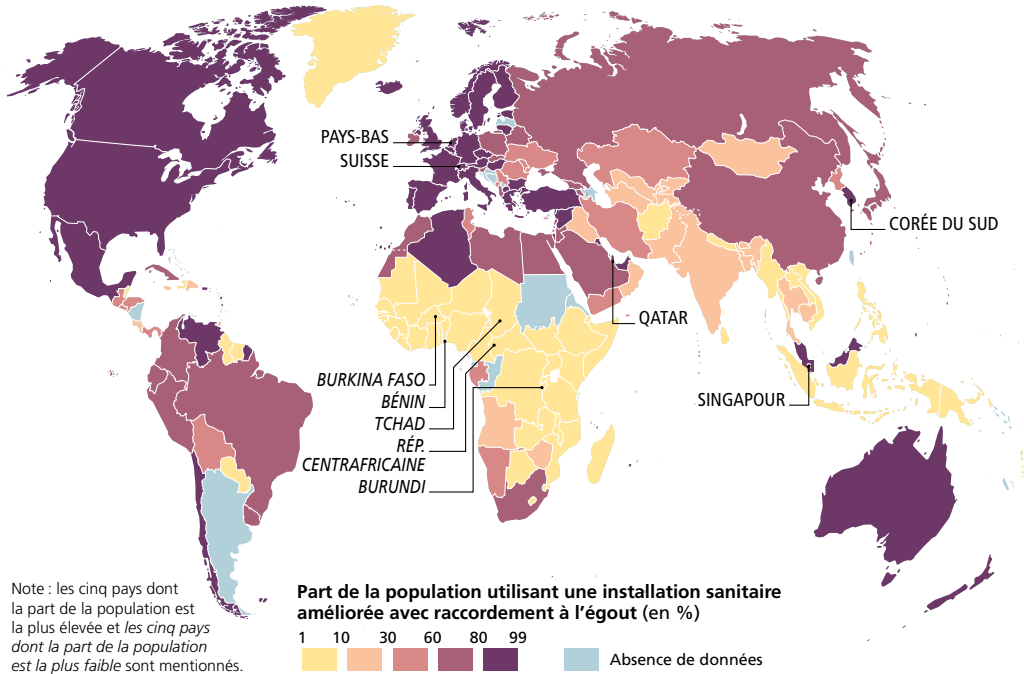 PAYS-BAS
SUISSE
CORÉE DU SUD
QATAR
SINGAPOUR
BURKINA FASO
BÉNIN
TCHAD
RÉP.
CENTRAFRICAINE
BURUNDI
Note : les cinq pays dont
la part de la population est
la plus élevée et les cinq pays
dont la part de la population
est la plus faible sont mentionnés.
Part de la population utilisant une installation sanitaire
améliorée avec raccordement à l’égout (en %)
1 10 30 60 80 99
Absence de données